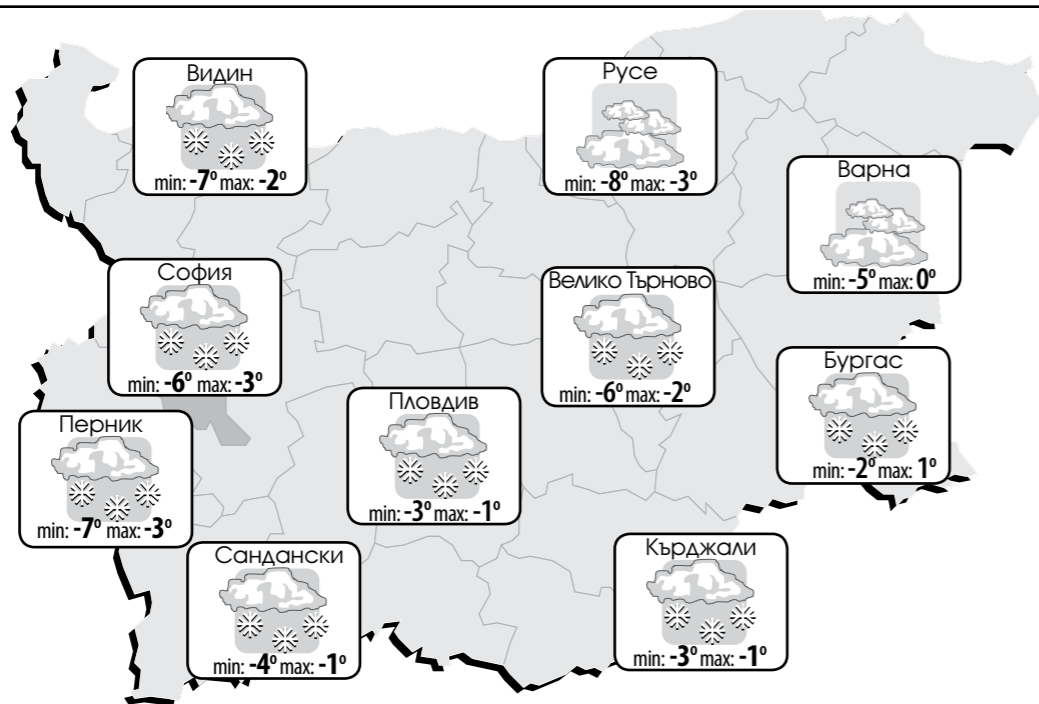 Видин
min: -7° max: -2°
Русе
min: -8° max: -3°
Варна
min: -5° max: 0°
София
min: -6° max: -3°
Велико Търново
min: -6° max: -2°
Бургас
min: -2° max: 1°
Пловдив
min: -3° max: -1°
Перник
min: -7° max: -3°
Сандански
min: -4° max: -1°
Кърджали
min: -3° max: -1°